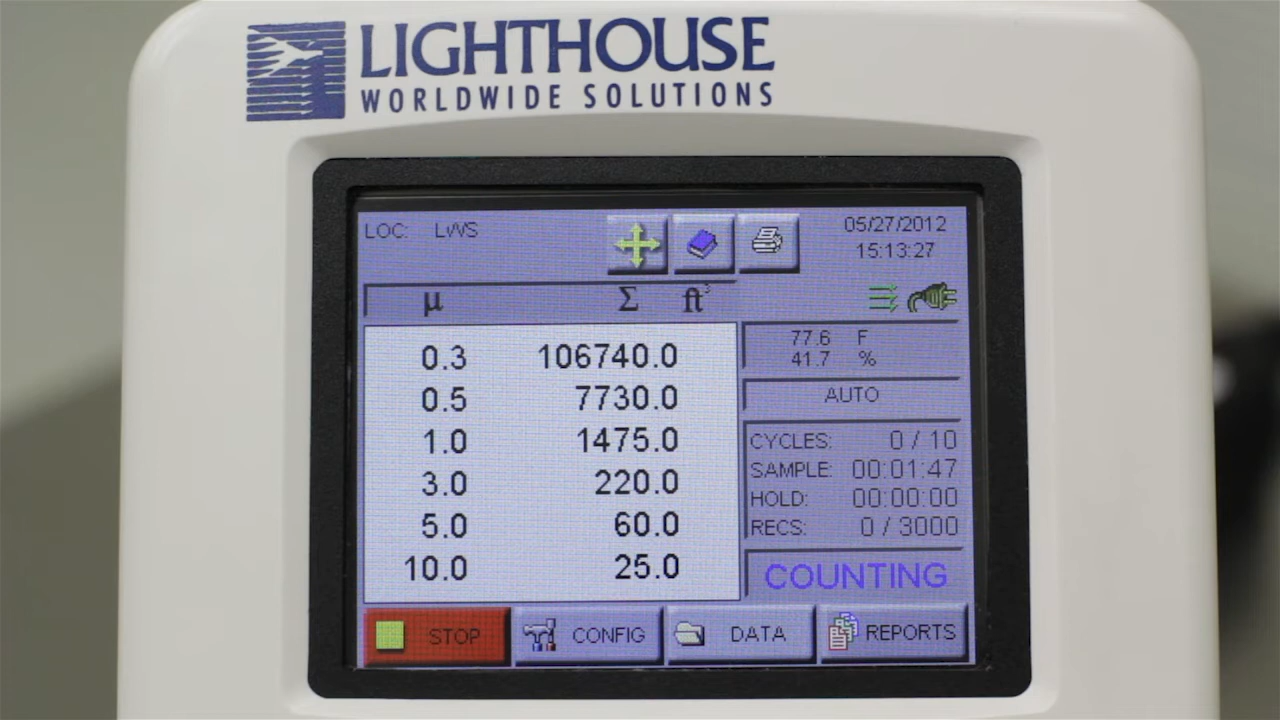 LIGHTHOUSE
WORLDWIDE SOLUTIONS
LOC: LWS
05/27/2012
15:13:27
μ Σ ft³
0.3 106740.0
0.5 7730.0
1.0 1475.0
3.0 220.0
5.0 60.0
10.0 25.0
77.6 F
41.7 %
AUTO
CYCLES: 0 / 10
SAMPLE: 00:01:47
HOLD: 00:00:00
RECS: 0 / 3000
COUNTING
STOP CONFIG DATA REPORTS